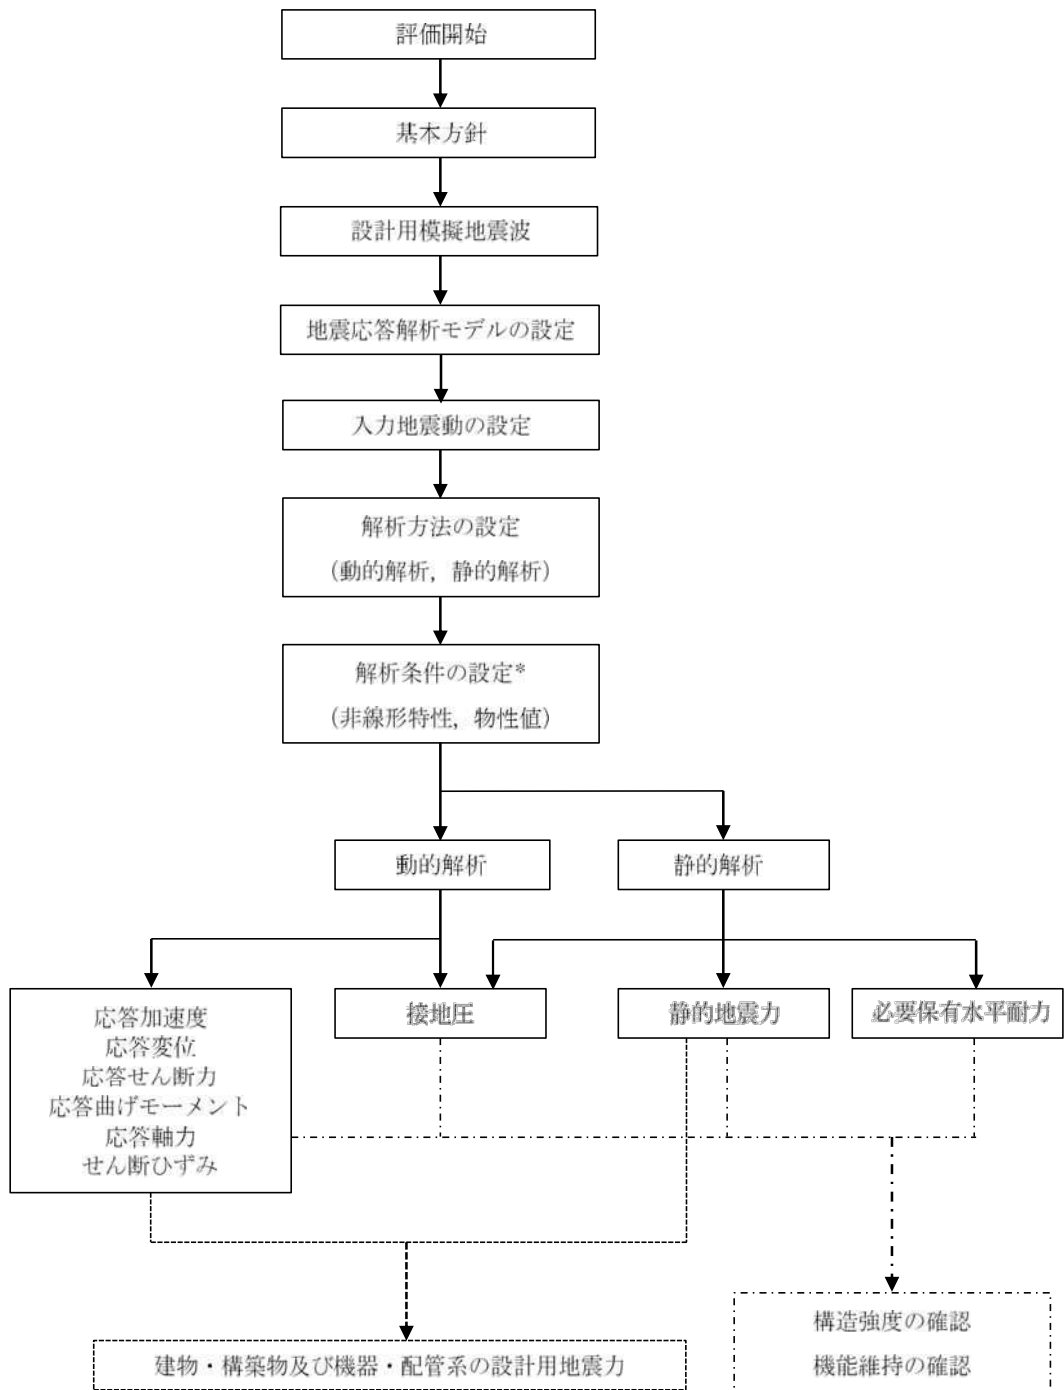 評価開始
基本方針
設計用模擬地震波
地震応答解析モデルの設定
入力地震動の設定
解析方法の設定
(動的解析, 静的解析)
解析条件の設定*
(非線形特性, 物性値)
動的解析
静的解析
応答加速度
応答変位
応答せん断力
応答曲げモーメント
応答軸力
せん断ひずみ
接地圧
静的地震力
必要保有水平耐力
建物・構築物及び機器・配管系の設計用地震力
構造強度の確認
機能維持の確認